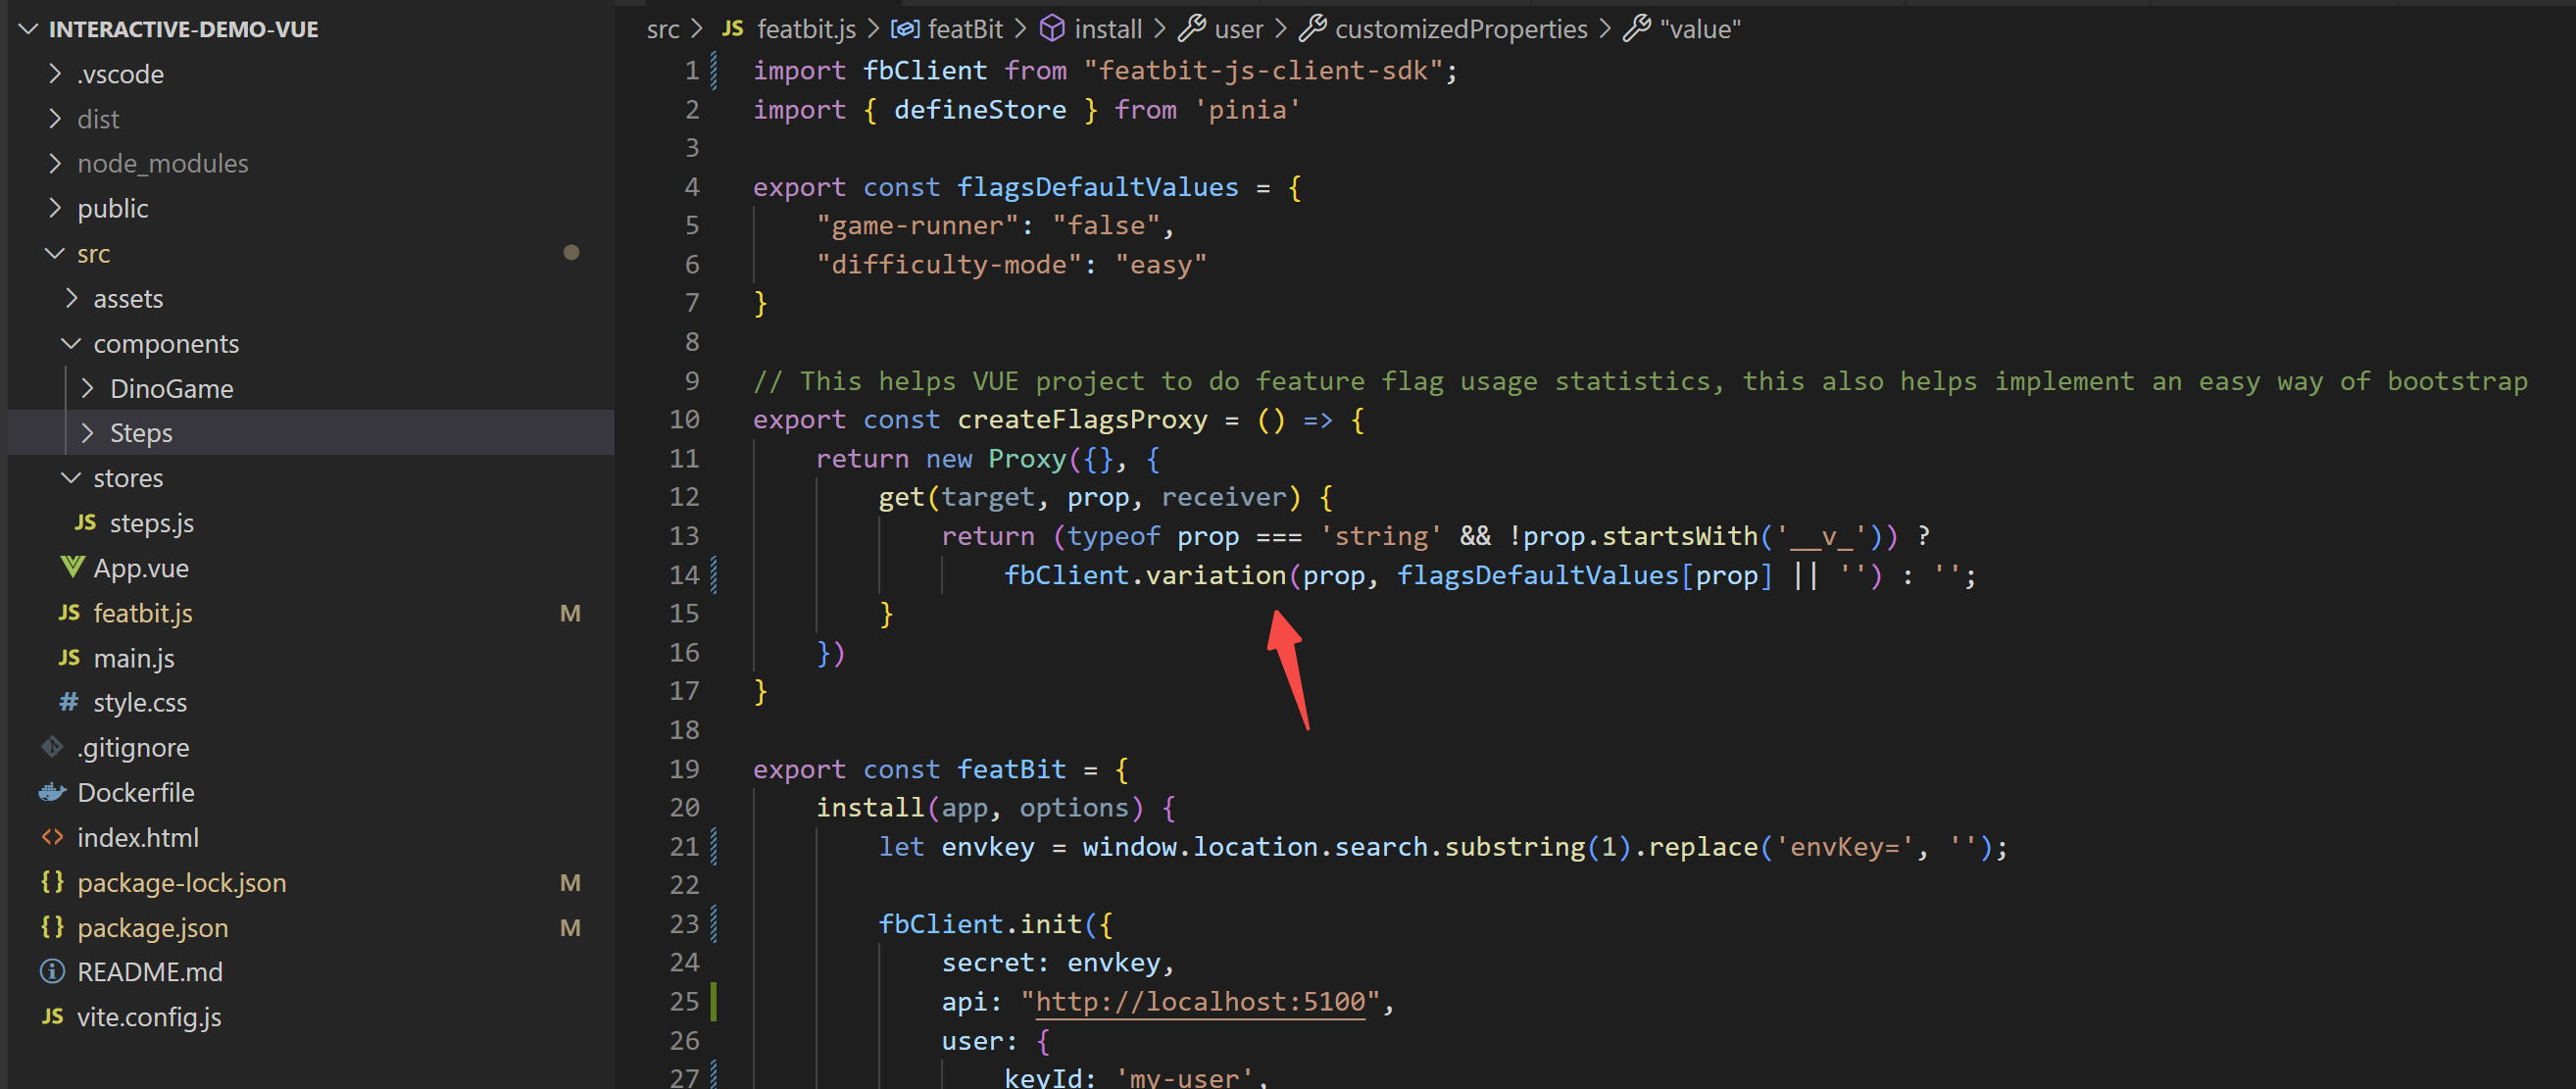 INTERACTIVE-DEMO-VUE
.vscode
dist
node_modules
public
src
assets
components
DinoGame
Steps
stores
JS steps.js
App.vue
JS featbit.js M
JS main.js
# style.css
.gitignore
Dockerfile
<> index.html
{} package-lock.json M
{} package.json M
README.md
JS vite.config.js
src > JS featbit.js > featBit > install > user > customizedProperties > "value"
1 import fbClient from "featbit-js-client-sdk";
2 import { defineStore } from 'pinia'
3
4 export const flagsDefaultValues = {
5 "game-runner": "false",
6 "difficulty-mode": "easy"
7 }
8
9 // This helps VUE project to do feature flag usage statistics, this also helps implement an easy way of bootstrap
10 export const createFlagsProxy = () => {
11 return new Proxy({}, {
12 get(target, prop, receiver) {
13 return (typeof prop === 'string' && !prop.startsWith('__v_')) ?
14 fbClient.variation(prop, flagsDefaultValues[prop] || '') : '';
15 }
16 })
17 }
18
19 export const featBit = {
20 install(app, options) {
21 let envkey = window.location.search.substring(1).replace('envKey=', '');
22
23 fbClient.init({
24 secret: envkey,
25 api: "http://localhost:5100",
26 user: {
27 keyId: 'my-user',